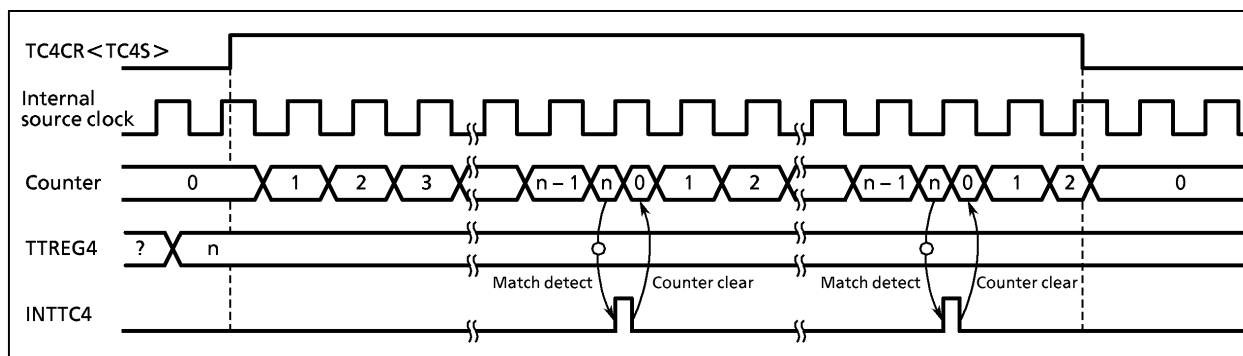 TC4CR<TC4S>
Internal
source clock
Counter 0 1 2 3 n – 1 n 0 1 2 n – 1 n 0 1 2 0
TTREG4 ? n
Match detect Counter clear Match detect Counter clear
INTTC4